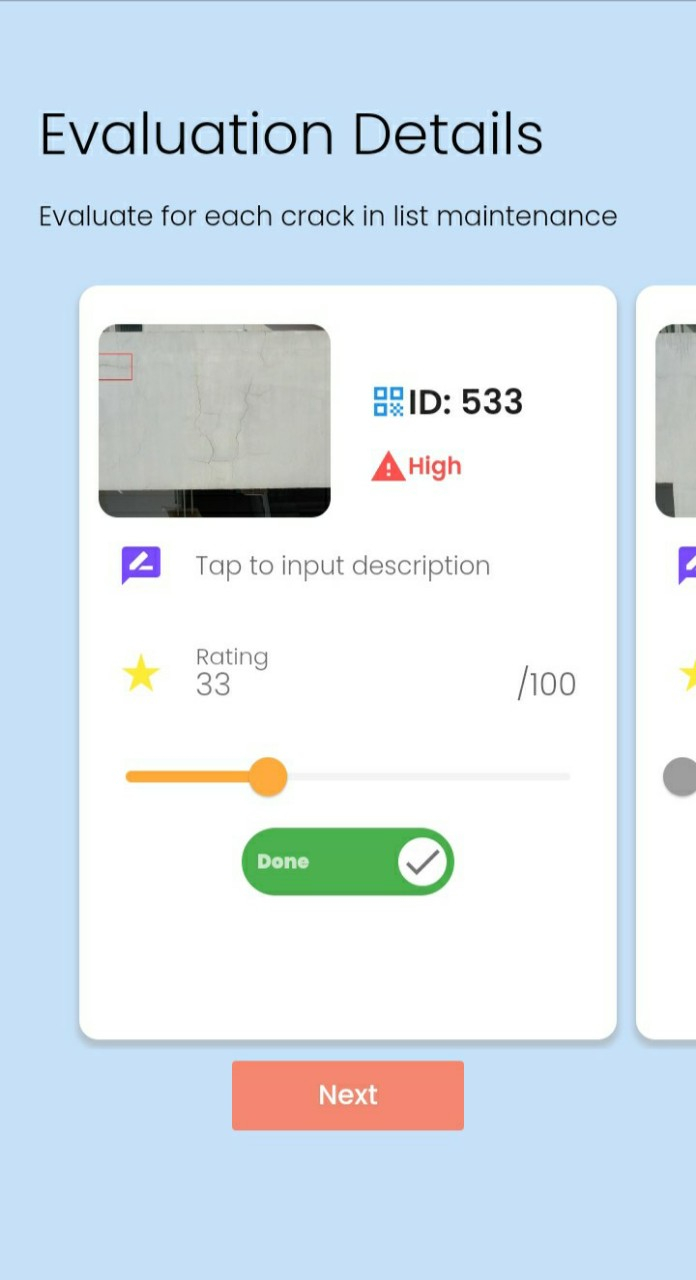 Evaluation Details
Evaluate for each crack in list maintenance
ID: 533
High
Tap to input description
Rating
33
/100
Done
Next